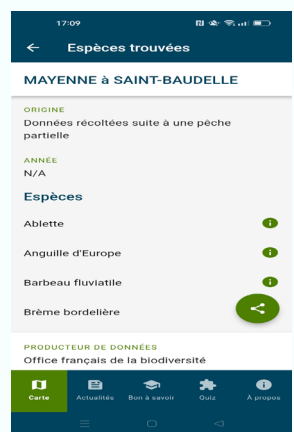 17:09
Espèces trouvées
MAYENNE à SAINT-BAUDELLE
ORIGINE
Données récoltées suite à une pèche
partielle
ANNÉE
N/A
Espèces
Ablette
Anguille d'Europe
Barbeau fluviatile
Brème bordelière
PRODUCTEUR DE DONNÉES
Office français de la biodiversité
Carte Actualités Bon à savoir Quiz À propos